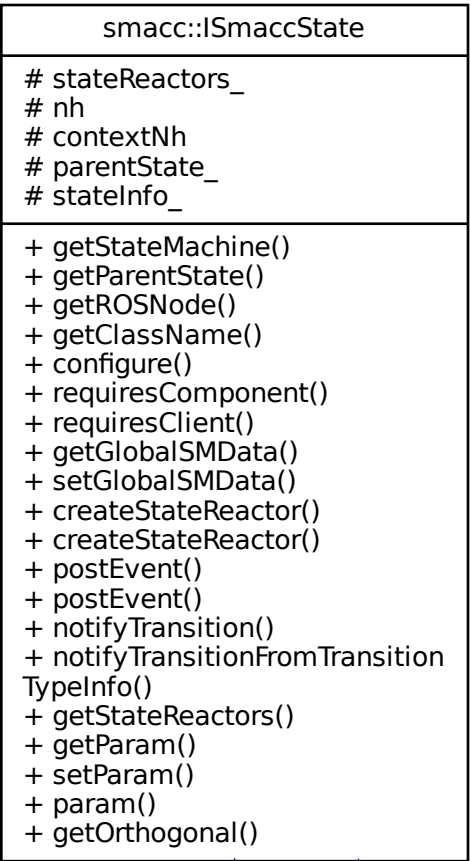 smacc::ISmaccState
# stateReactors_
# nh
# contextNh
# parentState_
# stateInfo_
+ getStateMachine()
+ getParentState()
+ getROSNode()
+ getClassName()
+ configure()
+ requiresComponent()
+ requiresClient()
+ getGlobalSMData()
+ setGlobalSMData()
+ createStateReactor()
+ createStateReactor()
+ postEvent()
+ postEvent()
+ notifyTransition()
+ notifyTransitionFromTransition
TypeInfo()
+ getStateReactors()
+ getParam()
+ setParam()
+ param()
+ getOrthogonal()